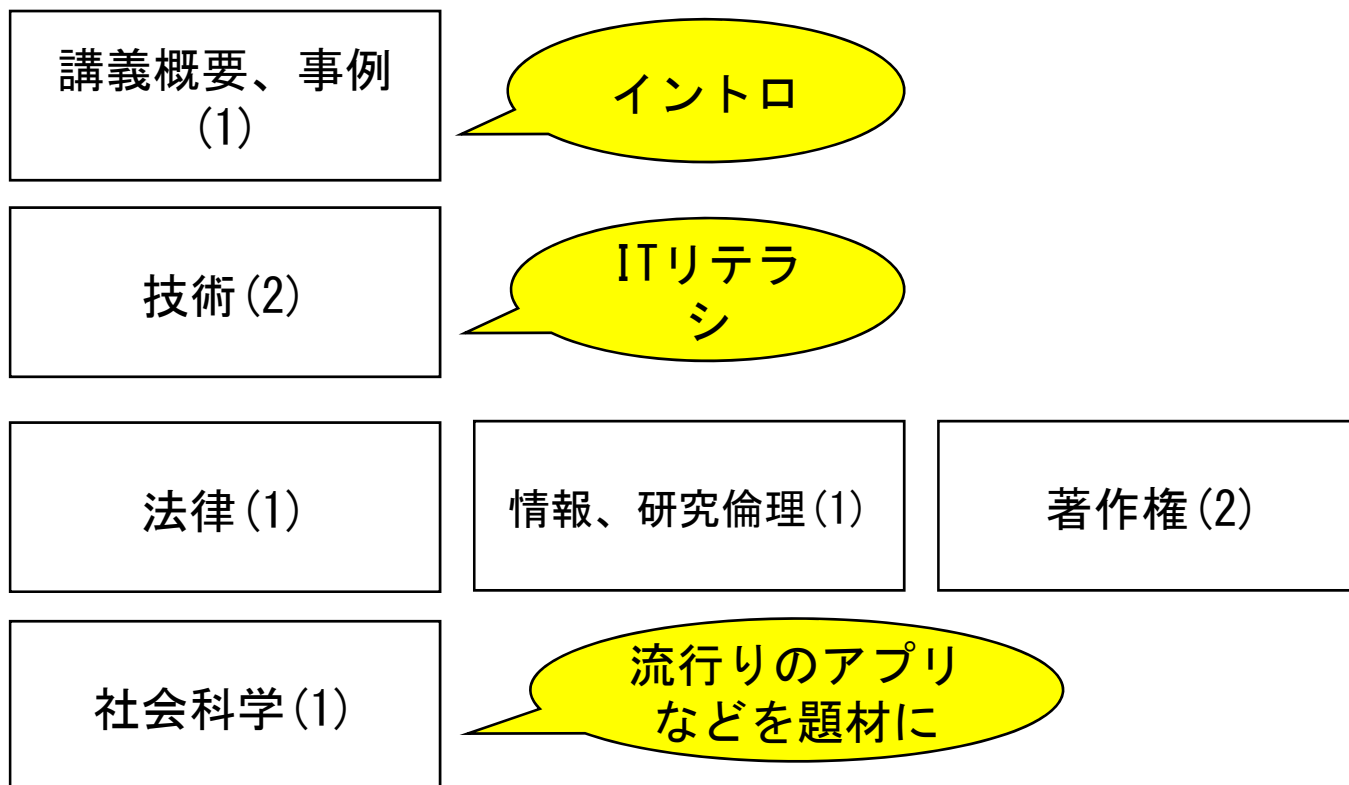 講義概要、事例
(1)
イントロ
技術(2)
ITリテラ
シ
法律(1)
情報、研究倫理(1)
著作権(2)
社会科学(1)
流行りのアプリ
などを題材に